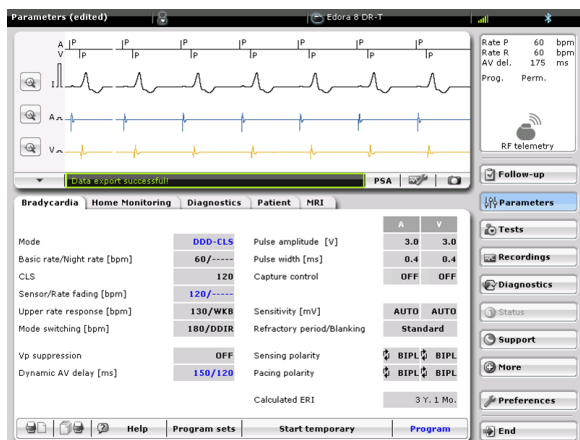 Parameters (edited) Edora 8 DR-T
A P P P P P P P
V P P P P P P P
I
A
V
Data export successful! PSA
Rate P 60 bpm
Rate R 60 bpm
AV del. 175 ms
Prog. Perm.
RF telemetry
Follow-up
Parameters
Tests
Recordings
Diagnostics
Status
Support
More
Preferences
End
Bradycardia Home Monitoring Diagnostics Patient MRI
A V
Mode DDD-CLS Pulse amplitude [V] 3.0 3.0
Basic rate/Night rate [bpm] 60/----- Pulse width [ms] 0.4 0.4
CLS 120 Capture control OFF OFF
Sensor/Rate fading [bpm] 120/-----
Upper rate response [bpm] 130/WKB Sensitivity [mV] AUTO AUTO
Mode switching [bpm] 180/DDIR Refractory period/Blanking Standard
Vp suppression OFF Sensing polarity BIPL BIPL
Dynamic AV delay [ms] 150/120 Pacing polarity BIPL BIPL
Calculated ERI 3 Y. 1 Mo.
Help Program sets Start temporary Program